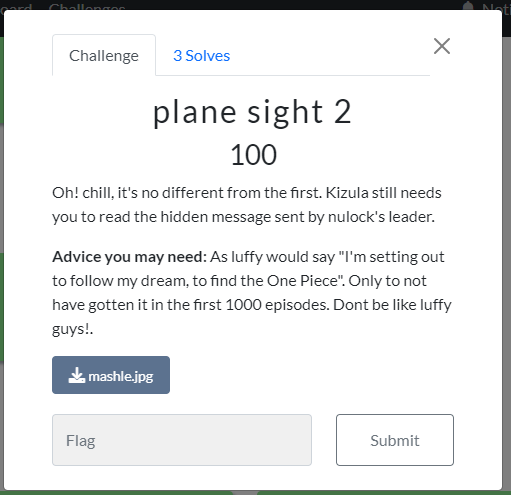 Challenges
Challenge
3 Solves
plane sight 2
100
Oh! chill, it's no different from the first. Kizula still needs
you to read the hidden message sent by nulock's leader.
Advice you may need: As luffy would say "I'm setting out
to follow my dream, to find the One Piece". Only to not
have gotten it in the first 1000 episodes. Dont be like luffy
guys!.
mashle.jpg
Flag
Submit